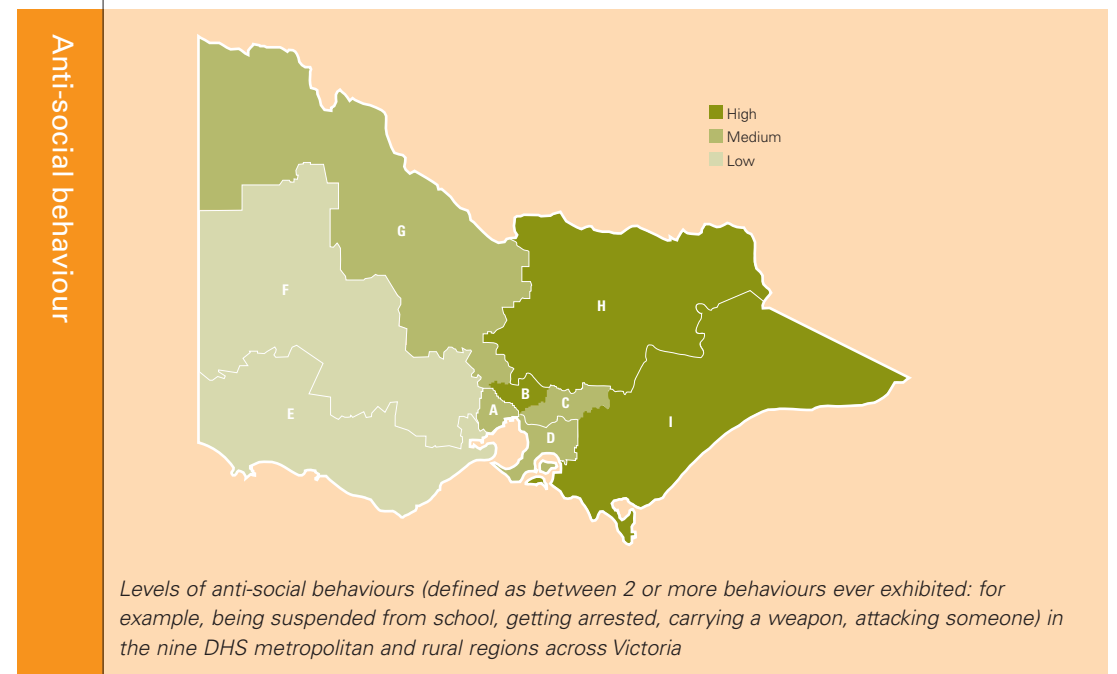 Anti-social behaviour
High
Medium
Low
G
F
H
B
C
A
E
I
D
Levels of anti-social behaviours (defined as between 2 or more behaviours ever exhibited: for
example, being suspended from school, getting arrested, carrying a weapon, attacking someone) in
the nine DHS metropolitan and rural regions across Victoria